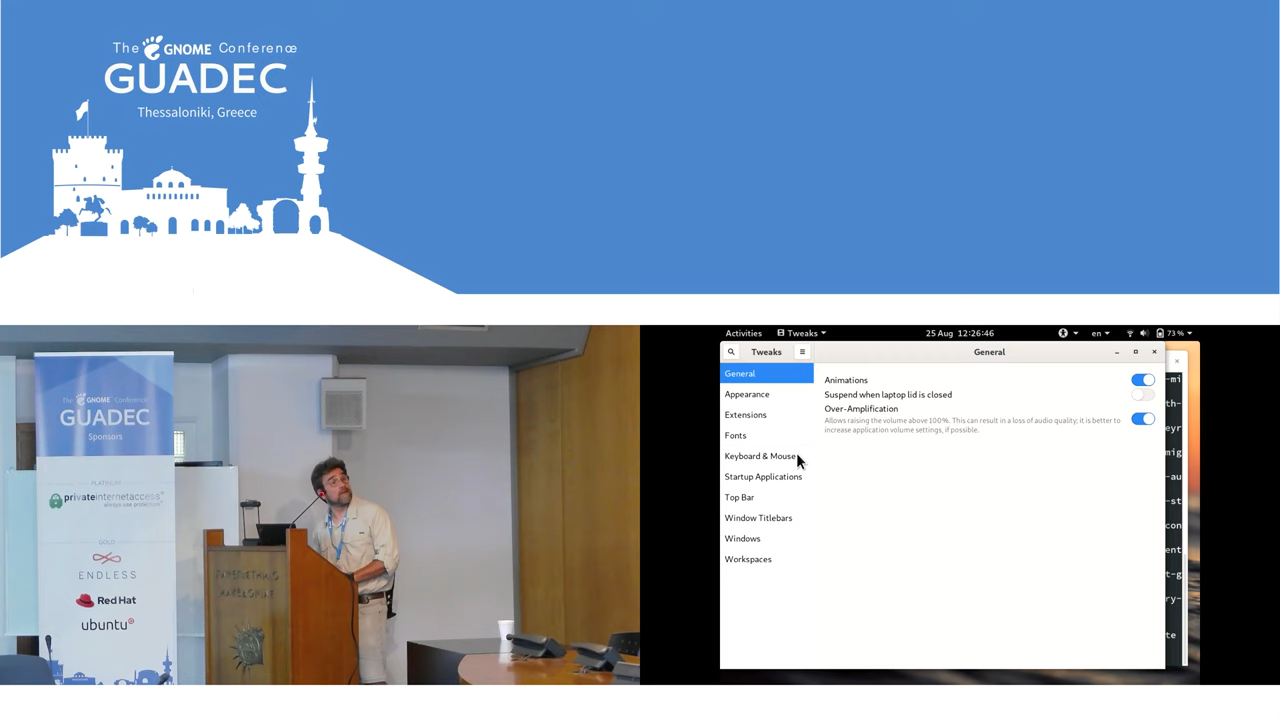 The GNOME Conference
GUADEC
Thessaloniki, Greece
The GNOME Conference
GUADEC
Sponsors
PLATINUM
privateinternetaccess®
always use protection®
GOLD
ENDLESS
Red Hat
ubuntu
Activities
Tweaks
25 Aug 12:26:46
en
73 %
Tweaks
General
General
Appearance
Extensions
Fonts
Keyboard & Mouse
Startup Applications
Top Bar
Window Titlebars
Windows
Workspaces
Animations
Suspend when laptop lid is closed
Over-Amplification
Allows raising the volume above 100%. This can result in a loss of audio quality; it is better to
increase application volume settings, if possible.